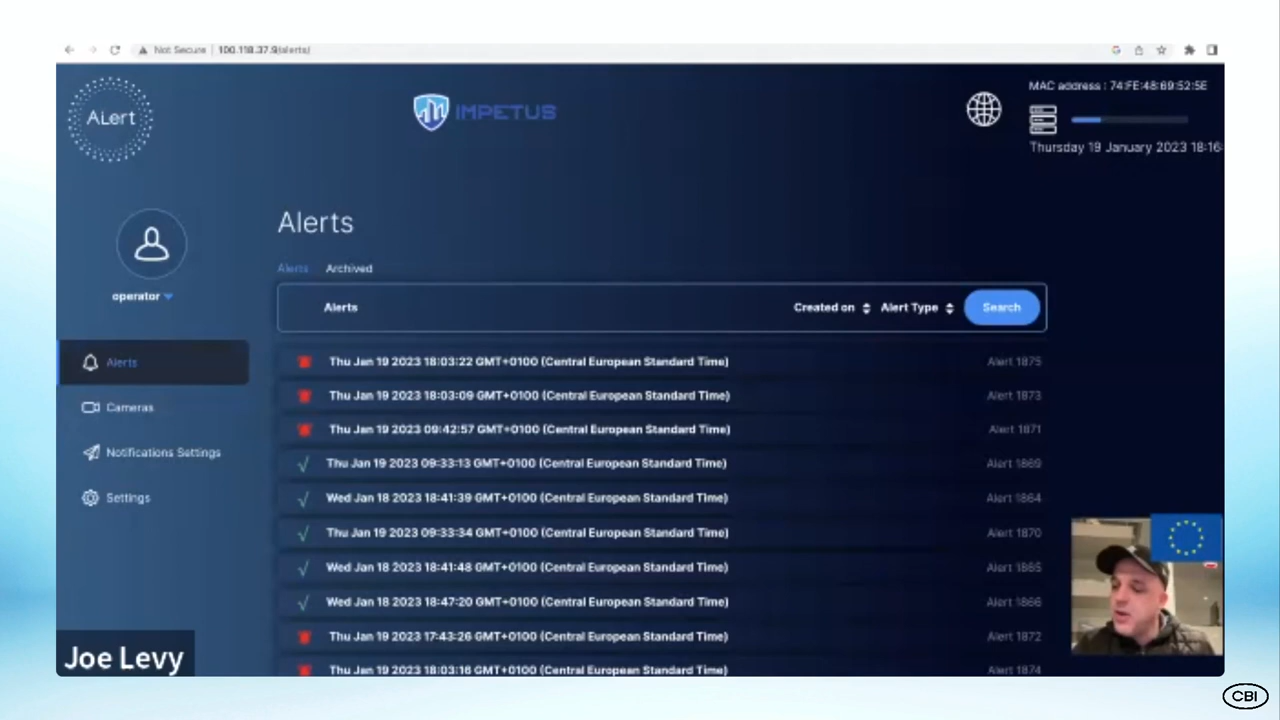 Not Secure | 100.118.37.9/alerts/
ALert
IMPETUS
MAC address : 74:FE:48:69:52:5E
Thursday 19 January 2023 18:16:
operator
Alerts
Cameras
Notifications Settings
Settings
Alerts
Alerts Archived
Alerts Created on Alert Type Search
Thu Jan 19 2023 18:03:22 GMT+0100 (Central European Standard Time) Alert 1875
Thu Jan 19 2023 18:03:09 GMT+0100 (Central European Standard Time) Alert 1873
Thu Jan 19 2023 09:42:57 GMT+0100 (Central European Standard Time) Alert 1871
Thu Jan 19 2023 09:33:13 GMT+0100 (Central European Standard Time) Alert 1869
Wed Jan 18 2023 18:41:39 GMT+0100 (Central European Standard Time) Alert 1864
Thu Jan 19 2023 09:33:34 GMT+0100 (Central European Standard Time) Alert 1870
Wed Jan 18 2023 18:41:48 GMT+0100 (Central European Standard Time) Alert 1865
Wed Jan 18 2023 18:47:20 GMT+0100 (Central European Standard Time) Alert 1866
Thu Jan 19 2023 17:43:26 GMT+0100 (Central European Standard Time) Alert 1872
Thu Jan 19 2023 18:03:16 GMT+0100 (Central European Standard Time) Alert 1874
Joe Levy
CBI